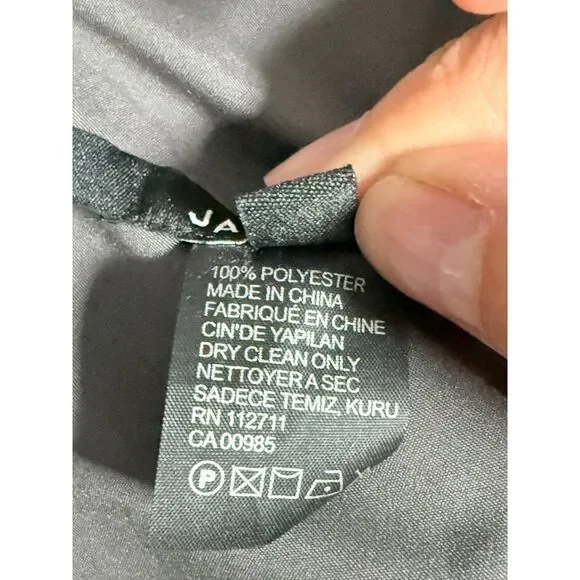 100% POLYESTER
MADE IN CHINA
FABRIQUÉ EN CHINE
CIN'DE YAPILAN
DRY CLEAN ONLY
NETTOYER A SEC
SADECE TEMIZ, KURU
RN 112711
CA 00985
P